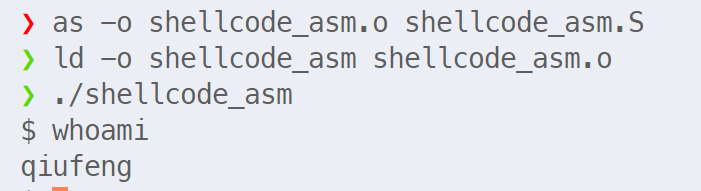 ❯ as -o shellcode_asm.o shellcode_asm.S
❯ ld -o shellcode_asm shellcode_asm.o
❯ ./shellcode_asm
$ whoami
qiufeng